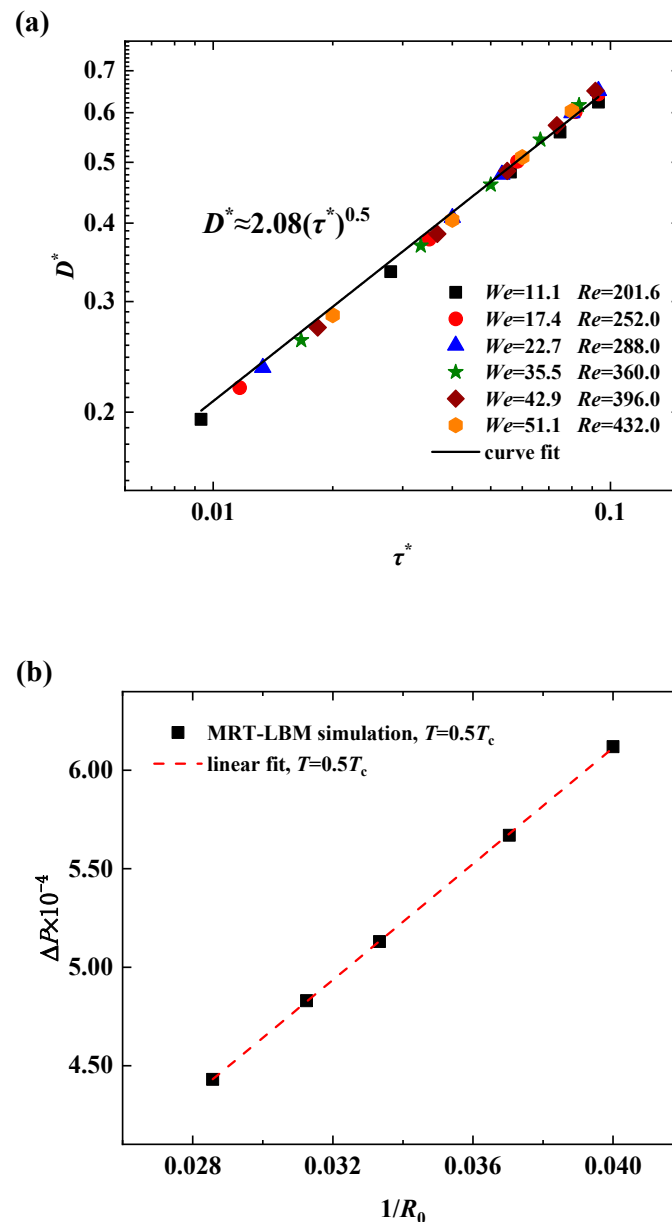 (a)
0.7
0.6
0.5
0.4
0.3
0.2
D*
D*≈2.08(τ*)^0.5
We=11.1 Re=201.6
We=17.4 Re=252.0
We=22.7 Re=288.0
We=35.5 Re=360.0
We=42.9 Re=396.0
We=51.1 Re=432.0
curve fit
0.01 0.1
τ*
(b)
MRT-LBM simulation, T=0.5Tc
linear fit, T=0.5Tc
6.00
5.50
5.00
4.50
ΔP×10⁻⁴
0.028 0.032 0.036 0.040
1/R₀